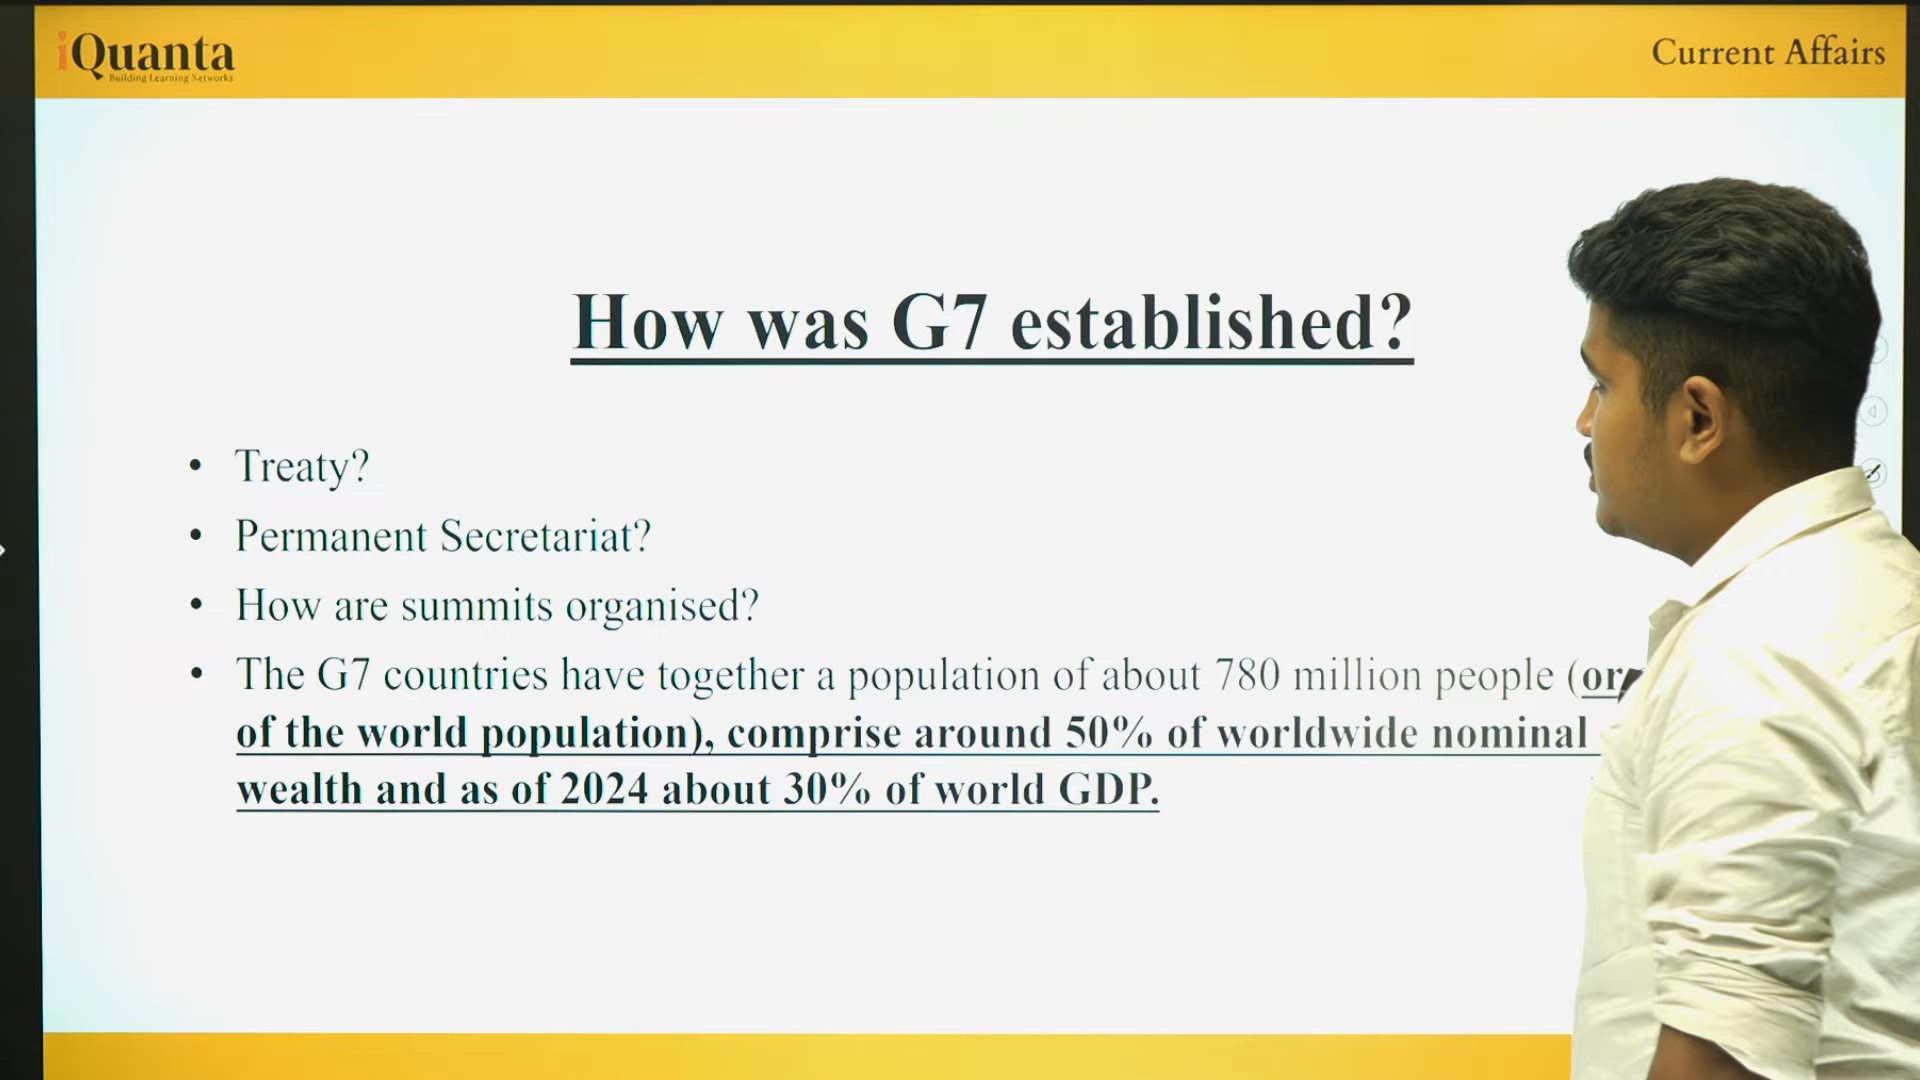 iQuanta
Building Learning Networks
Current Affairs
How was G7 established?
• Treaty?
• Permanent Secretariat?
• How are summits organised?
• The G7 countries have together a population of about 780 million people (or
of the world population), comprise around 50% of worldwide nominal
wealth and as of 2024 about 30% of world GDP.